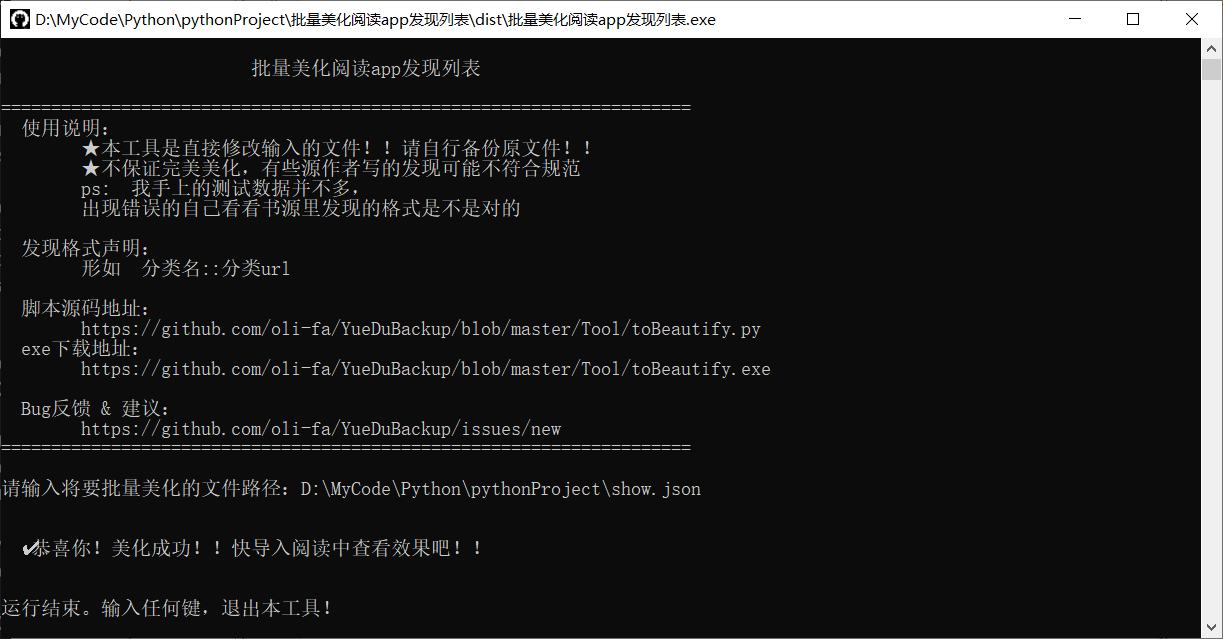 D:\MyCode\Python\pythonProject\批量美化阅读app发现列表\dist\批量美化阅读app发现列表.exe
批量美化阅读app发现列表
=====================================================================
使用说明:
★本工具是直接修改输入的文件!!请自行备份原文件!!
★不保证完美美化,有些源作者写的发现可能不符合规范
ps: 我手上的测试数据并不多,
出现错误的自己看看书源里发现的格式是不是对的
发现格式声明:
形如 分类名::分类url
脚本源码地址:
https://github.com/oli-fa/YueDuBackup/blob/master/Tool/toBeautify.py
exe下载地址:
https://github.com/oli-fa/YueDuBackup/blob/master/Tool/toBeautify.exe
Bug反馈 & 建议:
https://github.com/oli-fa/YueDuBackup/issues/new
=====================================================================
请输入将要批量美化的文件路径:D:\MyCode\Python\pythonProject\show.json
✔恭喜你!美化成功!!快导入阅读中查看效果吧!!
运行结束。输入任何键,退出本工具!